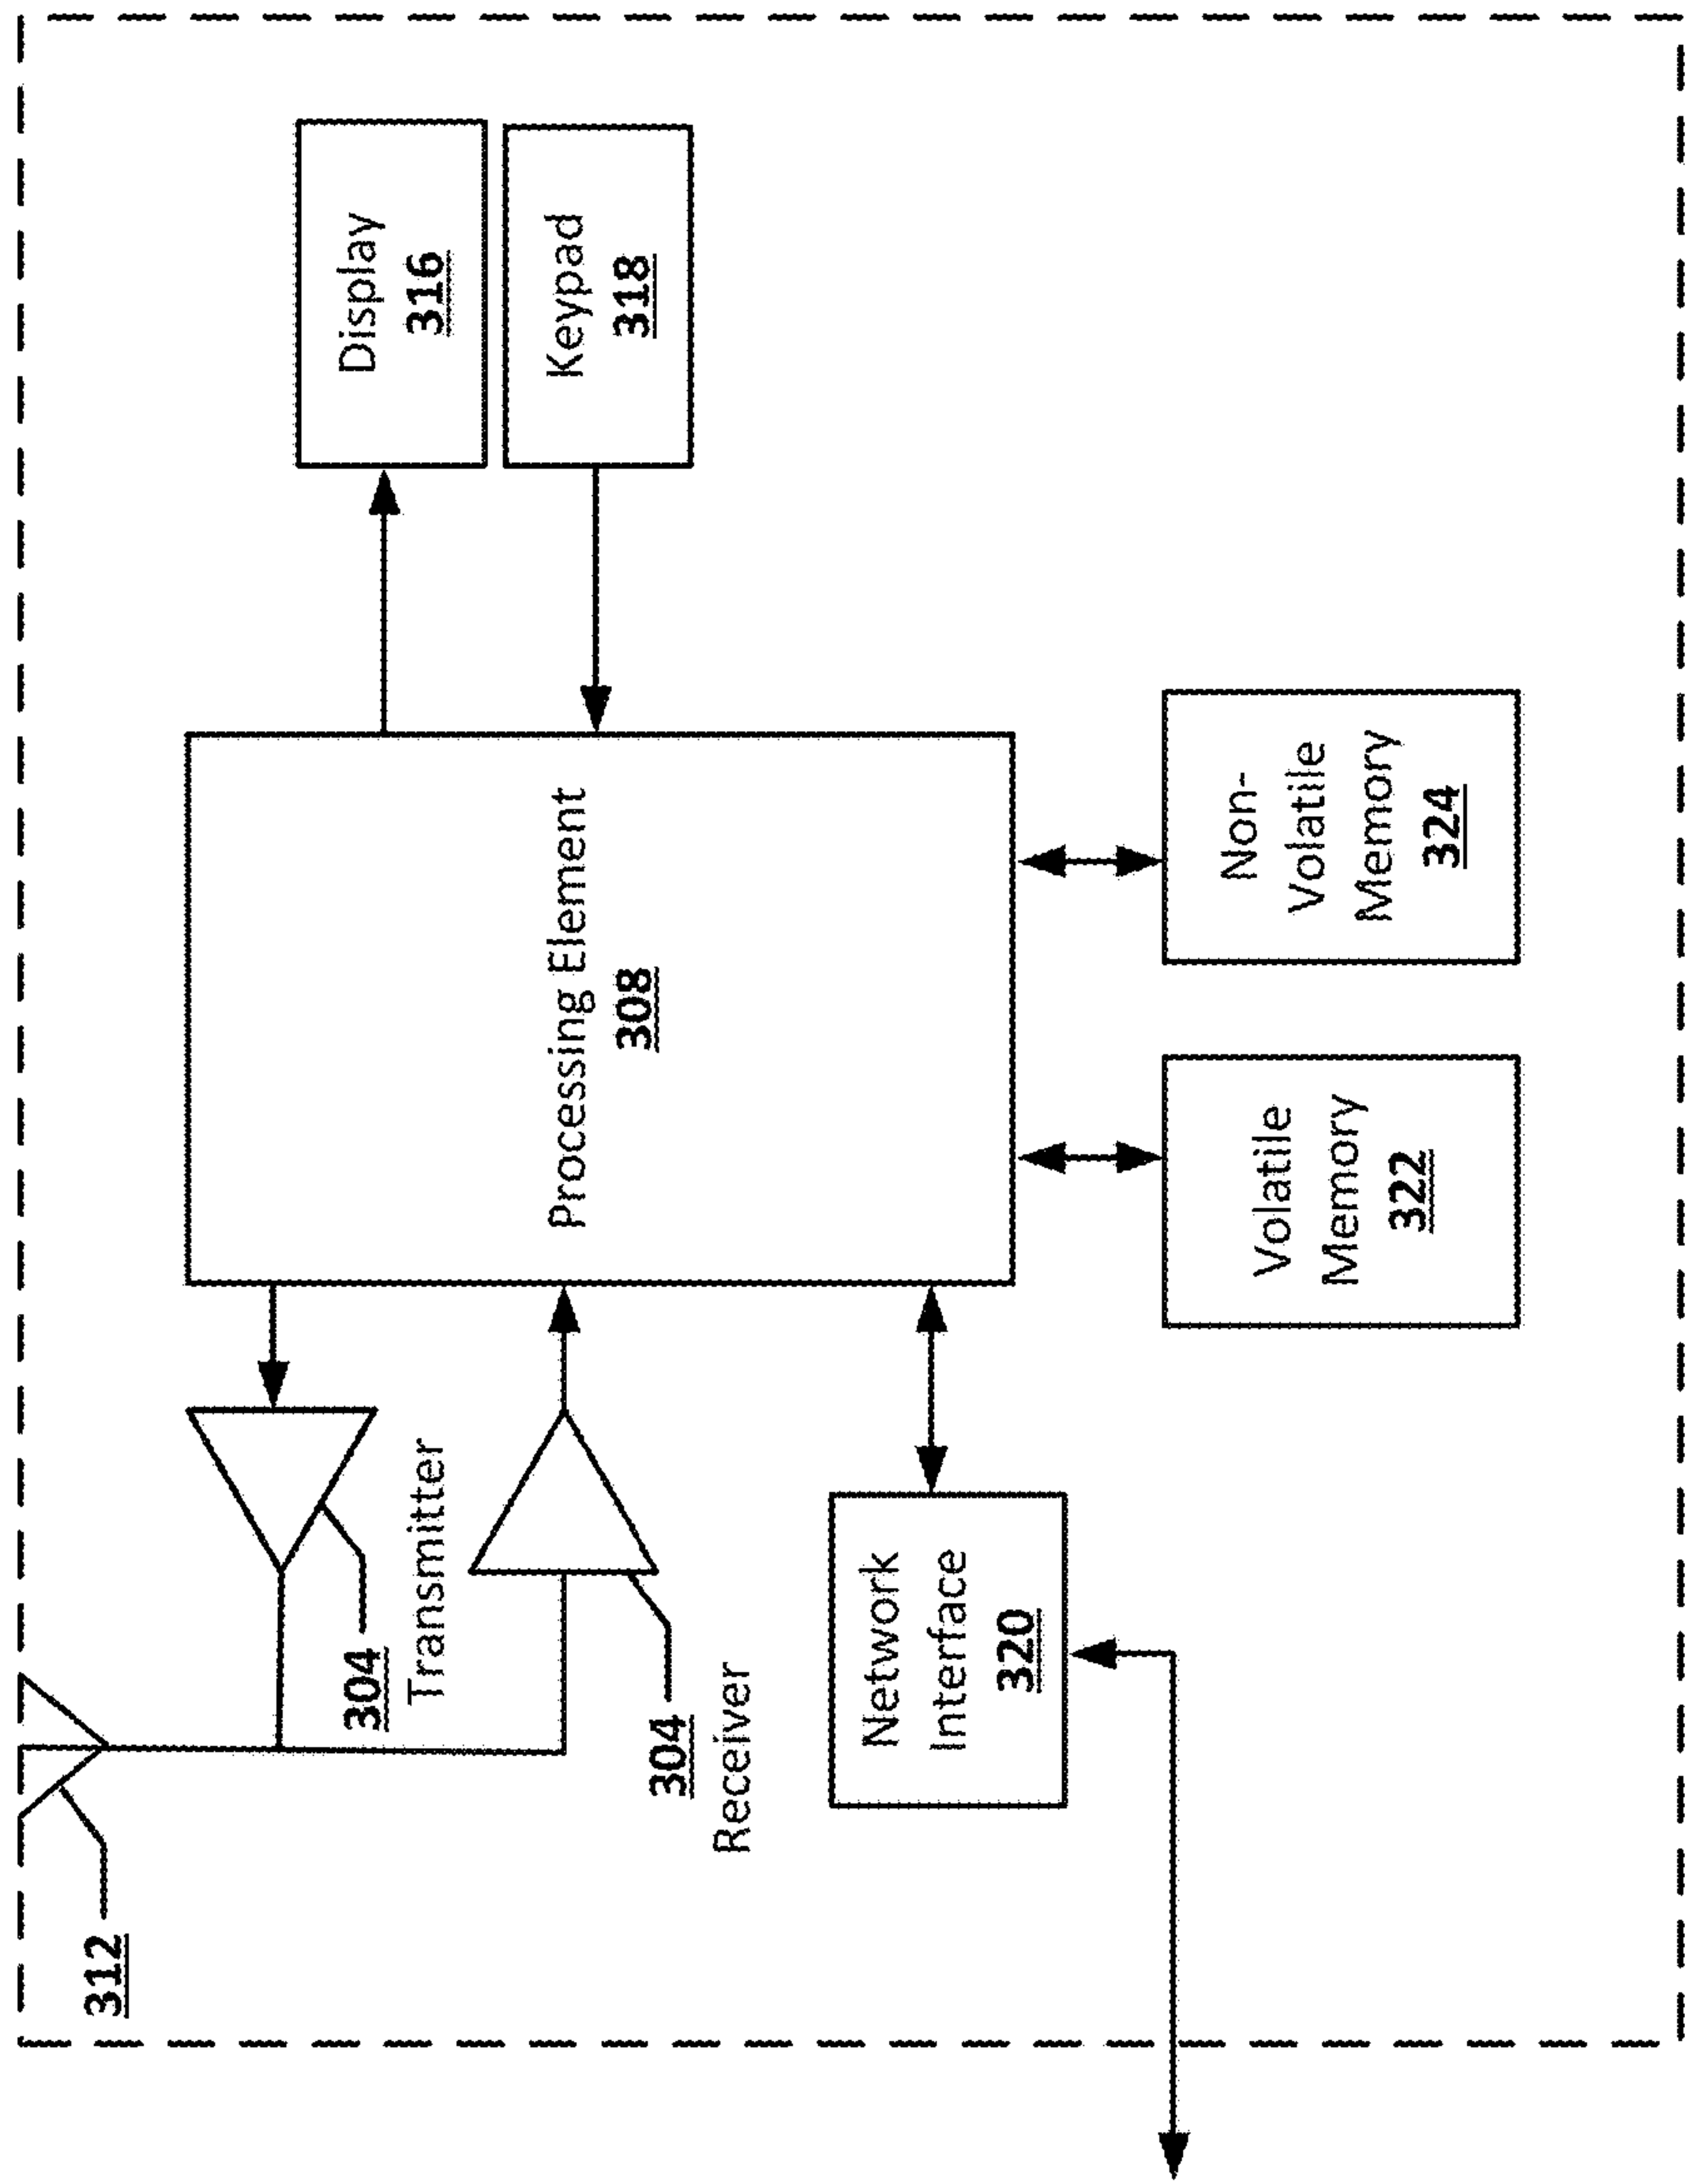 312
304
Transmitter
304
Receiver
Network
Interface
320
Processing Element
308
Display
316
Keypad
318
Volatile
Memory
322
Non-
Volatile
Memory
324